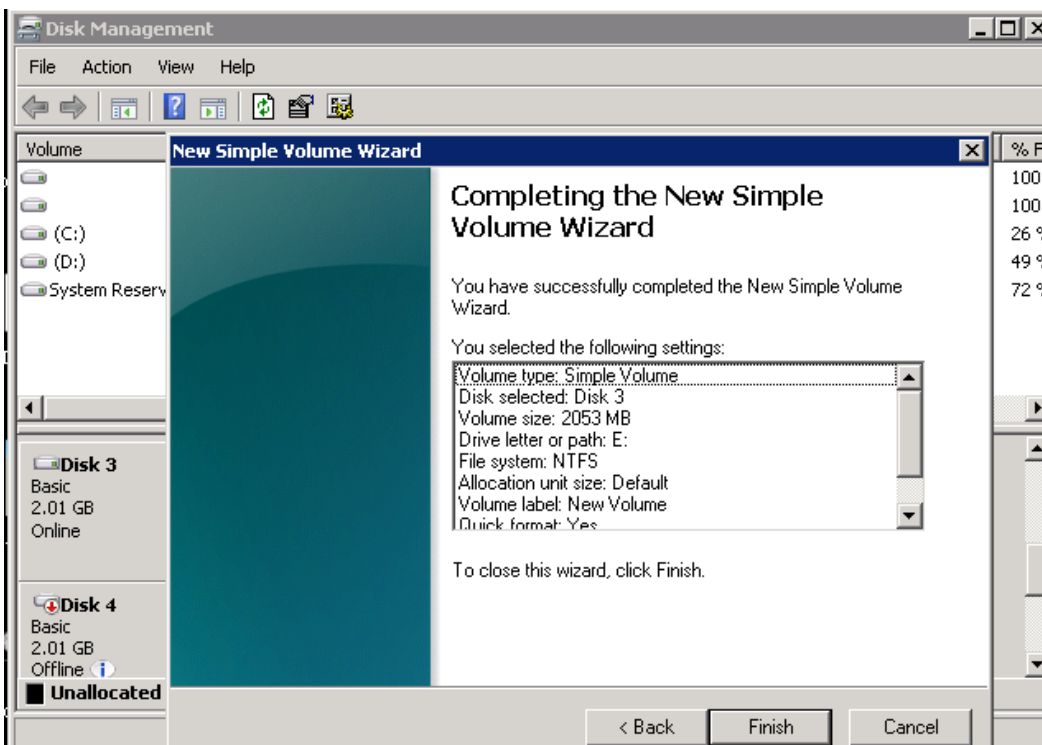 Disk Management
File Action View Help
Volume
% F
100
100
(C:)
26 %
(D:)
49 %
System Reserv
72 %
New Simple Volume Wizard
Completing the New Simple
Volume Wizard
You have successfully completed the New Simple Volume
Wizard.
You selected the following settings:
Volume type: Simple Volume
Disk selected: Disk 3
Volume size: 2053 MB
Drive letter or path: E:
File system: NTFS
Allocation unit size: Default
Volume label: New Volume
Quick format: Yes
To close this wizard, click Finish.
< Back Finish Cancel
Disk 3
Basic
2.01 GB
Online
Disk 4
Basic
2.01 GB
Offline
Unallocated